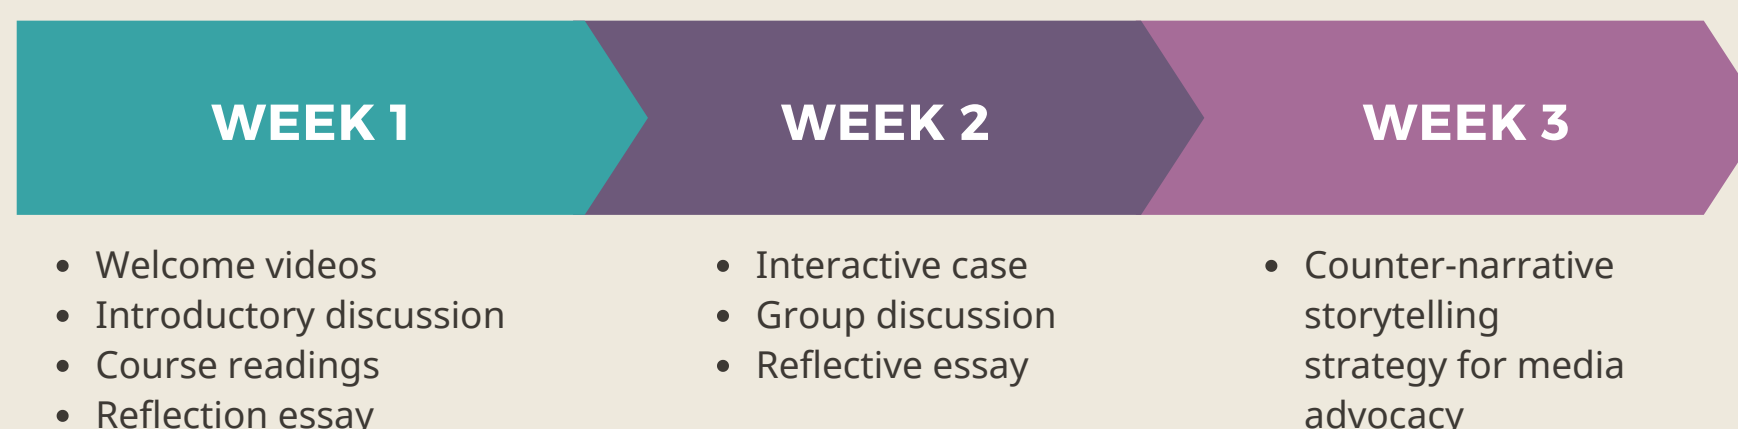 WEEK 1
WEEK 2
WEEK 3
• Welcome videos
• Introductory discussion
• Course readings
• Reflection essay
• Interactive case
• Group discussion
• Reflective essay
• Counter-narrative
storytelling
strategy for media
advocacy